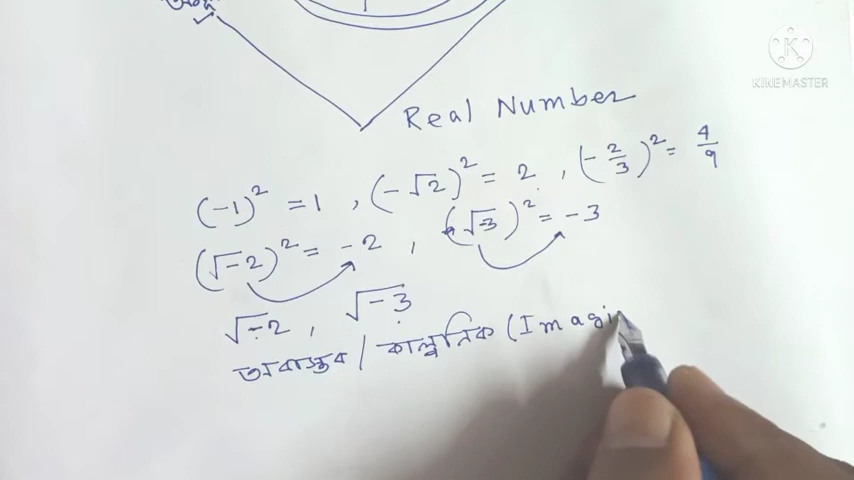 KINEMASTER
Real Number
(-1)² = 1 , (-√2)² = 2 , (-2/3)² = 4/9
(√-2)² = -2 , (√-3)² = -3
√-2 , √-3
অবাস্তব / কাল্পনিক (Imagi